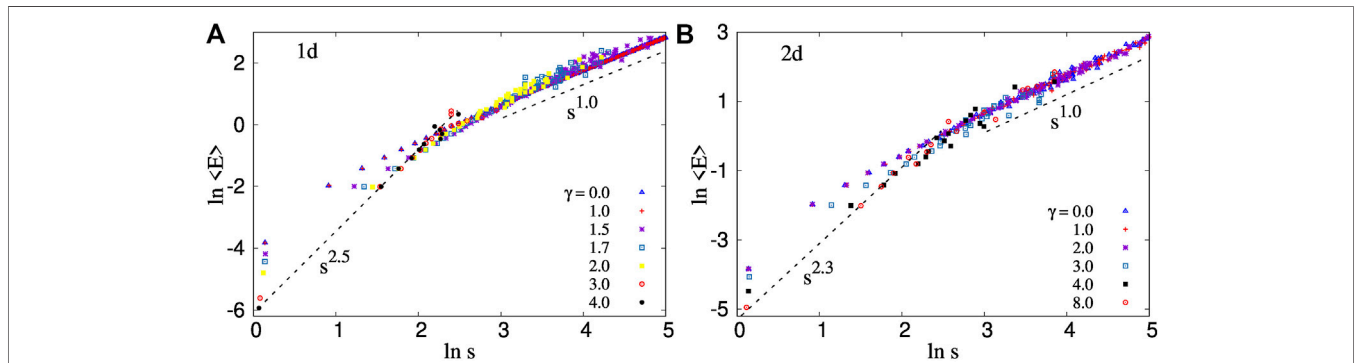 A
1d
2
0
-2
-4
-6
ln <E>
s^1.0
s^2.5
γ = 0.0
1.0
1.5
1.7
2.0
3.0
4.0
0 1 2 3 4 5
ln s
B
2d
3
1
-1
-3
-5
ln <E>
s^1.0
s^2.3
γ = 0.0
1.0
2.0
3.0
4.0
8.0
0 1 2 3 4 5
ln s